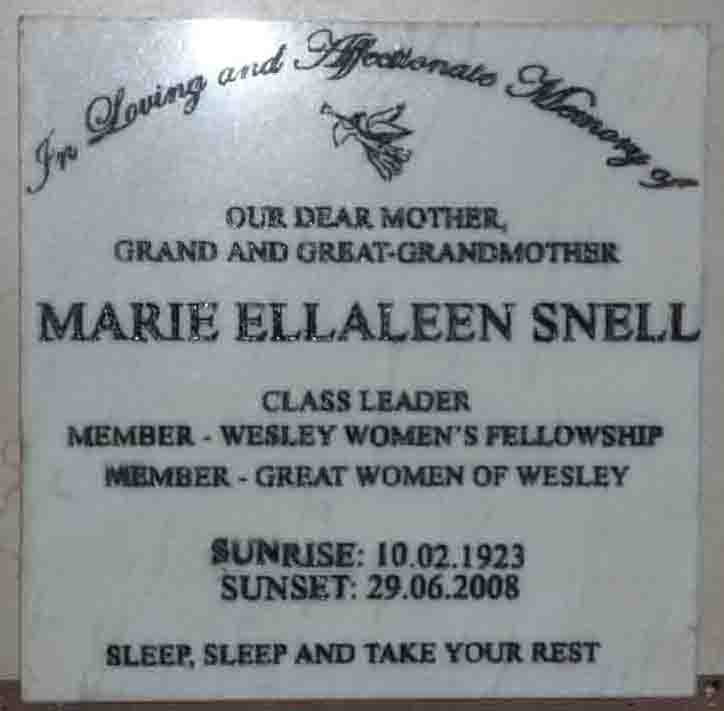 In Loving and Affectionate Memory of
OUR DEAR MOTHER,
GRAND AND GREAT-GRANDMOTHER
MARIE ELLALEEN SNELL
CLASS LEADER
MEMBER - WESLEY WOMEN'S FELLOWSHIP
MEMBER - GREAT WOMEN OF WESLEY
SUNRISE: 10.02.1923
SUNSET: 29.06.2008
SLEEP, SLEEP AND TAKE YOUR REST